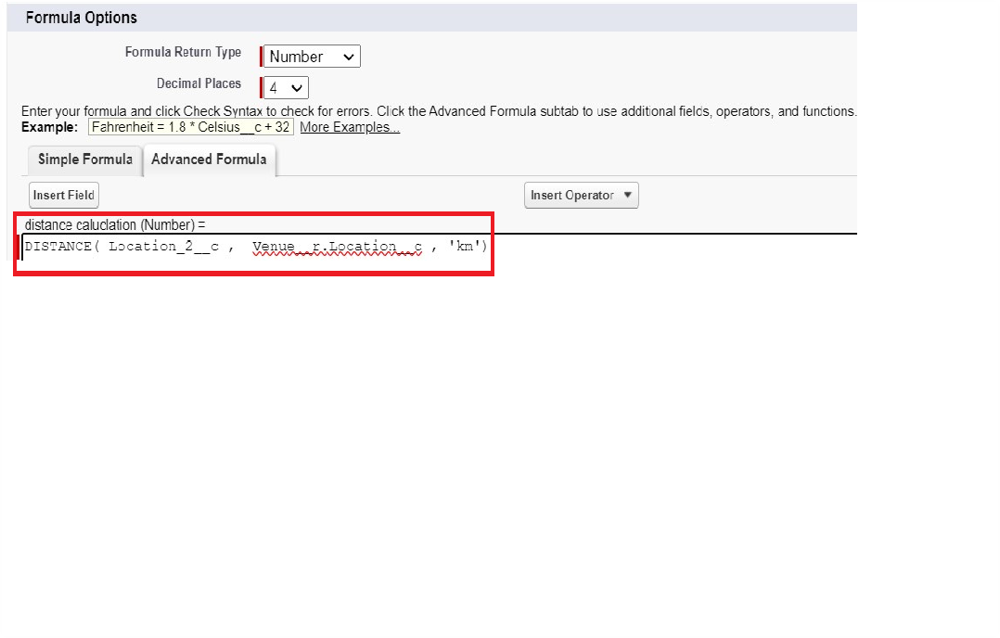 Formula Options
Formula Return Type Number
Decimal Places 4
Enter your formula and click Check Syntax to check for errors. Click the Advanced Formula subtab to use additional fields, operators, and functions.
Example: Fahrenheit = 1.8 * Celsius__c + 32 More Examples...
Simple Formula Advanced Formula
Insert Field Insert Operator
distance caluclation (Number) =
DISTANCE( Location_2__c , Venue__r.Location__c , 'km')